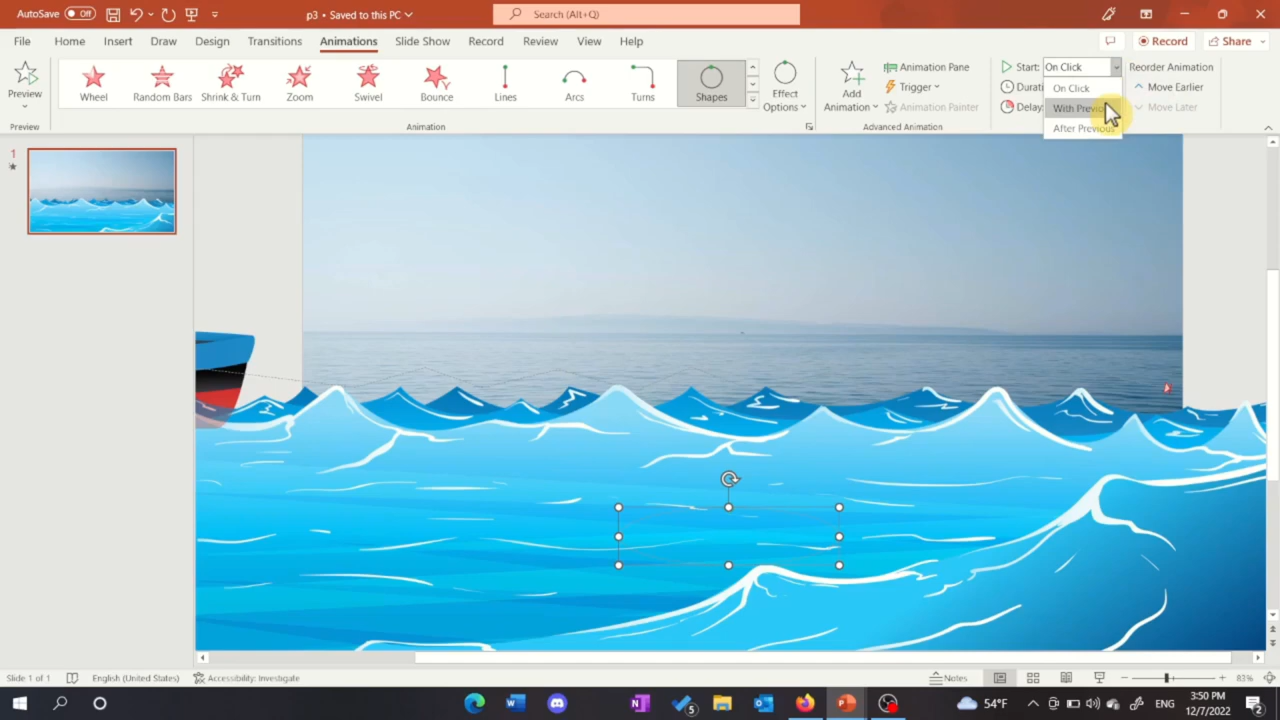 AutoSave Off p3 • Saved to this PC Search (Alt+Q)
File Home Insert Draw Design Transitions Animations Slide Show Record Review View Help Record Share
Preview
Wheel Random Bars Shrink & Turn Zoom Swivel Bounce Lines Arcs Turns Shapes
Effect Options
Add Animation
Animation Pane
Trigger
Animation Painter
Start: On Click
On Click
After Previous
Delay:
Reorder Animation
Move Earlier
Move Later
Preview Animation Advanced Animation
1
Slide 1 of 1 English (United States) Accessibility: Investigate Notes 83%
5 54°F ENG 3:50 PM
12/7/2022 2